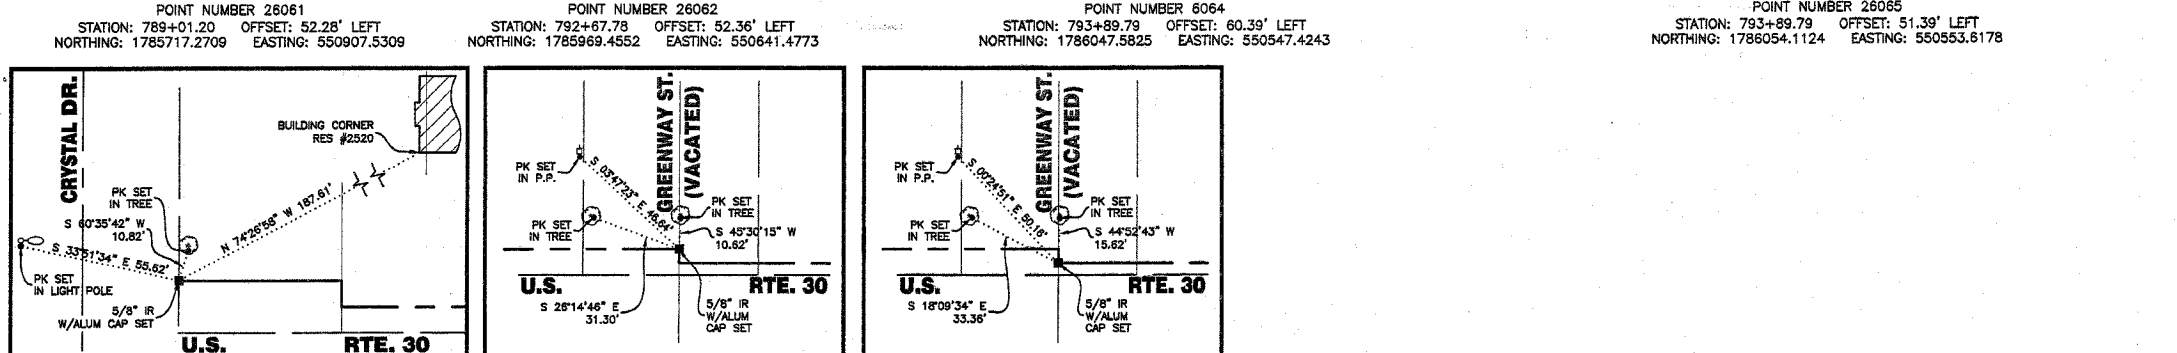 POINT NUMBER 26061
STATION: 789+01.20 OFFSET: 52.28' LEFT
NORTHING: 1785717.2709 EASTING: 550907.5309
CRYSTAL DR.
BUILDING CORNER
RES #2520
PK SET
IN TREE
N 74°26'58" W 187.61'
S 60°35'42" W
10.82'
S 33°51'34" E 55.62'
PK SET
IN LIGHT POLE
5/8" IR
W/ALUM CAP SET
U.S. RTE. 30
POINT NUMBER 26062
STATION: 792+67.78 OFFSET: 52.36' LEFT
NORTHING: 1785969.4552 EASTING: 550641.4773
GREENWAY ST.
(VACATED)
PK SET
IN P.P.
S 03°47'23" E 46.64'
PK SET
IN TREE
PK SET
IN TREE
S 45°30'15" W
10.62'
U.S. RTE. 30
S 26°14'46" E
31.30'
5/8" IR
W/ALUM
CAP SET
POINT NUMBER 6064
STATION: 793+89.79 OFFSET: 60.39' LEFT
NORTHING: 1786047.5825 EASTING: 550547.4243
GREENWAY ST.
(VACATED)
PK SET
IN P.P.
S 00°24'51" E 50.16'
PK SET
IN TREE
PK SET
IN TREE
S 44°52'43" W
15.62'
U.S. RTE. 30
S 18°09'34" E
33.36'
5/8" IR
W/ALUM
CAP SET
POINT NUMBER 26065
STATION: 793+89.79 OFFSET: 51.39' LEFT
NORTHING: 1786054.1124 EASTING: 550553.6178